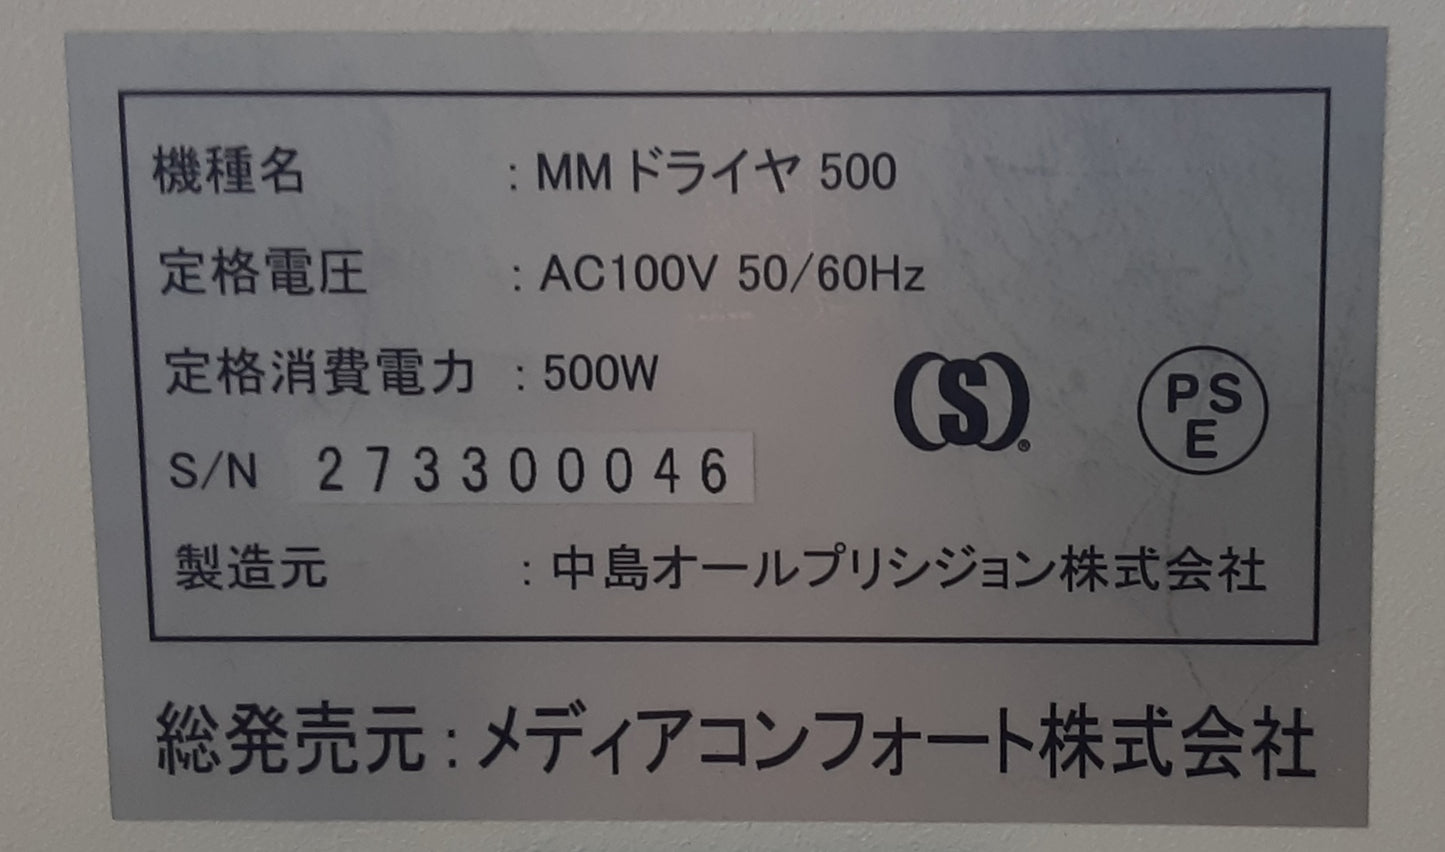 機種名 : MMドライヤ 500
定格電圧 : AC100V 50/60Hz
定格消費電力 : 500W
S/N 273300046
製造元 : 中島オールプリシジョン株式会社
総発売元 : メディアコンフォート株式会社
(S)®
PS
E